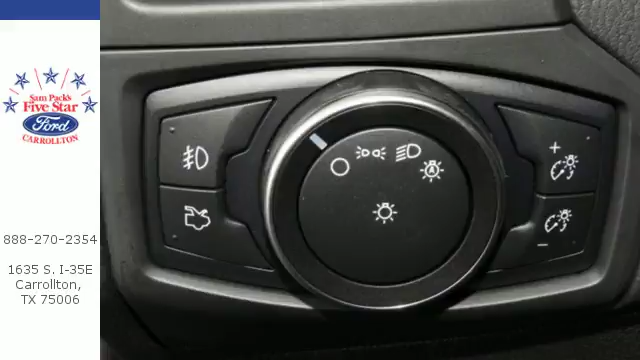 Sam Pack's
Five Star
Ford
CARROLLTON
888-270-2354
1635 S. I-35E
Carrollton,
TX 75006
A
+
−